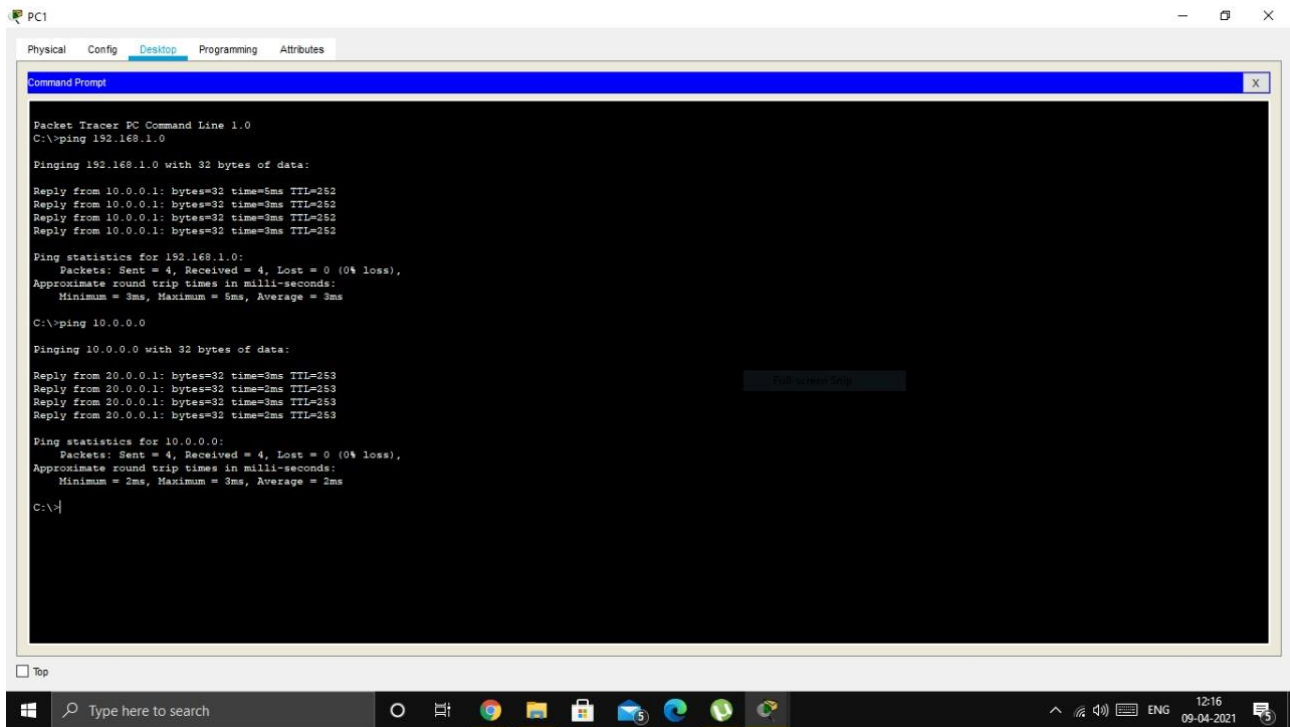 PC1
Physical Config Desktop Programming Attributes
Command Prompt
X
Packet Tracer PC Command Line 1.0
C:\>ping 192.168.1.0
Pinging 192.168.1.0 with 32 bytes of data:
Reply from 10.0.0.1: bytes=32 time=5ms TTL=252
Reply from 10.0.0.1: bytes=32 time=3ms TTL=252
Reply from 10.0.0.1: bytes=32 time=3ms TTL=252
Reply from 10.0.0.1: bytes=32 time=3ms TTL=252
Ping statistics for 192.168.1.0:
Packets: Sent = 4, Received = 4, Lost = 0 (0% loss),
Approximate round trip times in milli-seconds:
Minimum = 3ms, Maximum = 5ms, Average = 3ms
C:\>ping 10.0.0.0
Pinging 10.0.0.0 with 32 bytes of data:
Reply from 20.0.0.1: bytes=32 time=3ms TTL=253
Reply from 20.0.0.1: bytes=32 time=2ms TTL=253
Reply from 20.0.0.1: bytes=32 time=3ms TTL=253
Reply from 20.0.0.1: bytes=32 time=2ms TTL=253
Full-screen Snip
Ping statistics for 10.0.0.0:
Packets: Sent = 4, Received = 4, Lost = 0 (0% loss),
Approximate round trip times in milli-seconds:
Minimum = 2ms, Maximum = 3ms, Average = 2ms
C:\>
Top
Type here to search
5
ENG
12:16
09-04-2021
5